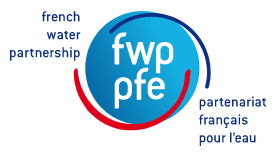 french
water
partnership
fwp
pfe
partenariat
français
pour l'eau